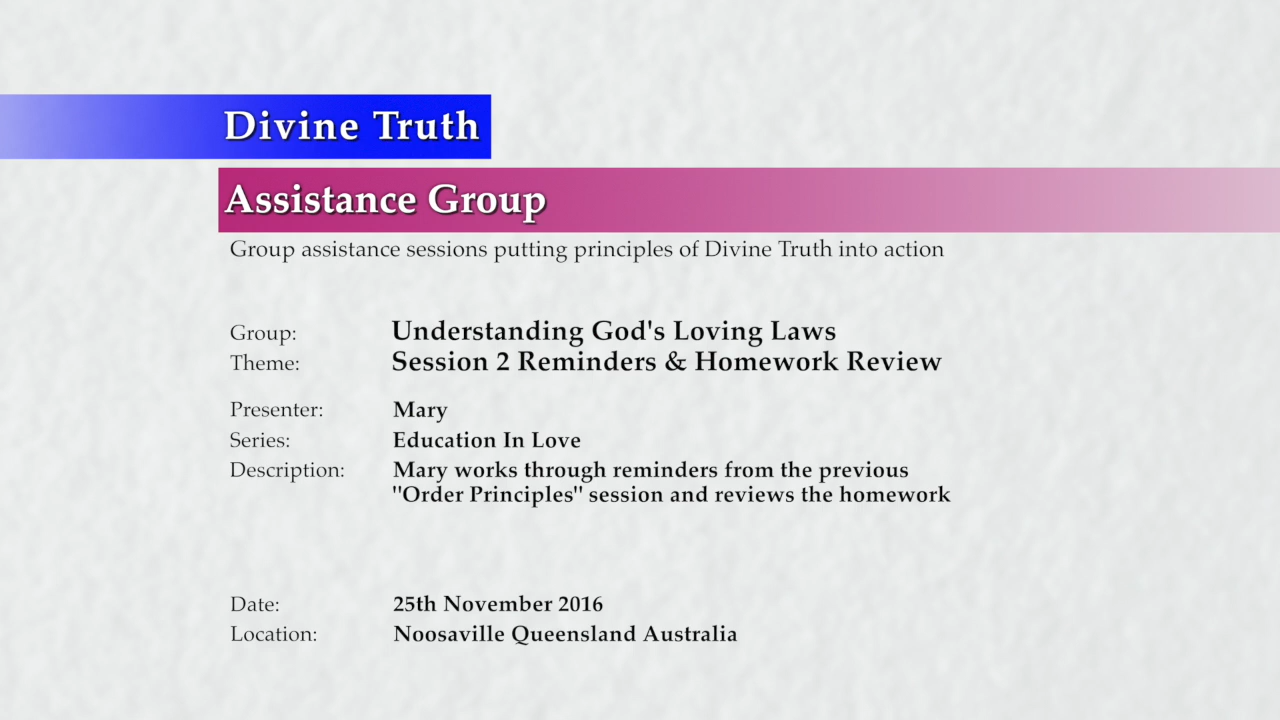 Divine Truth
Assistance Group
Group assistance sessions putting principles of Divine Truth into action
Group: Understanding God's Loving Laws
Theme: Session 2 Reminders & Homework Review
Presenter: Mary
Series: Education In Love
Description: Mary works through reminders from the previous
"Order Principles" session and reviews the homework
Date: 25th November 2016
Location: Noosaville Queensland Australia